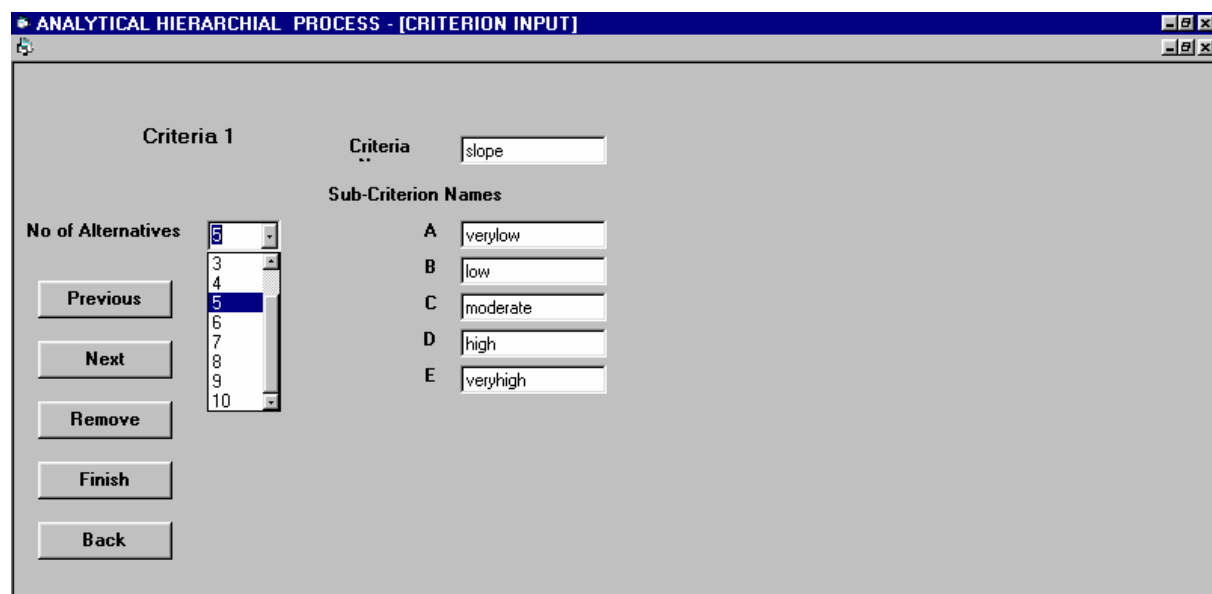 ANALYTICAL HIERARCHIAL PROCESS - [CRITERION INPUT]
Criteria 1
Criteria
slope
Sub-Criterion Names
No of Alternatives
5
A
verylow
B
low
C
moderate
D
high
E
veryhigh
3
4
5
6
7
8
9
10
Previous
Next
Remove
Finish
Back